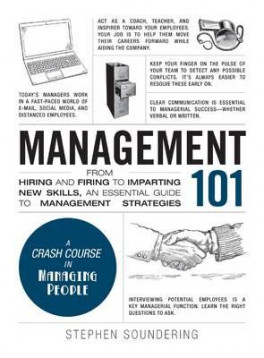 ACT AS A COACH, TEACHER, AND
INSPIRATOR TOWARD YOUR EMPLOYEES.
YOUR JOB IS TO HELP THEM MOVE
THEIR CAREERS FORWARD WHILE
AIDING THE COMPANY.
TODAY'S MANAGERS WORK
IN A FAST-PACED WORLD OF
E-MAIL, SOCIAL MEDIA, AND
DISTANCED EMPLOYEES.
KEEP YOUR FINGER ON THE PULSE OF
YOUR TEAM TO DETECT ANY POSSIBLE
CONFLICTS. IT'S ALWAYS EASIER TO
RESOLVE THESE EARLY ON.
CLEAR COMMUNICATION IS ESSENTIAL
TO MANAGERIAL SUCCESS—WHETHER
VERBAL OR WRITTEN.
MANAGEMENT
101
FROM
HIRING AND FIRING TO IMPARTING
NEW SKILLS, AN ESSENTIAL GUIDE
TO MANAGEMENT STRATEGIES
A
CRASH COURSE
IN
MANAGING
PEOPLE
INTERVIEWING POTENTIAL EMPLOYEES IS A
KEY MANAGERIAL FUNCTION. LEARN THE RIGHT
QUESTIONS TO ASK.
STEPHEN SOUNDERING